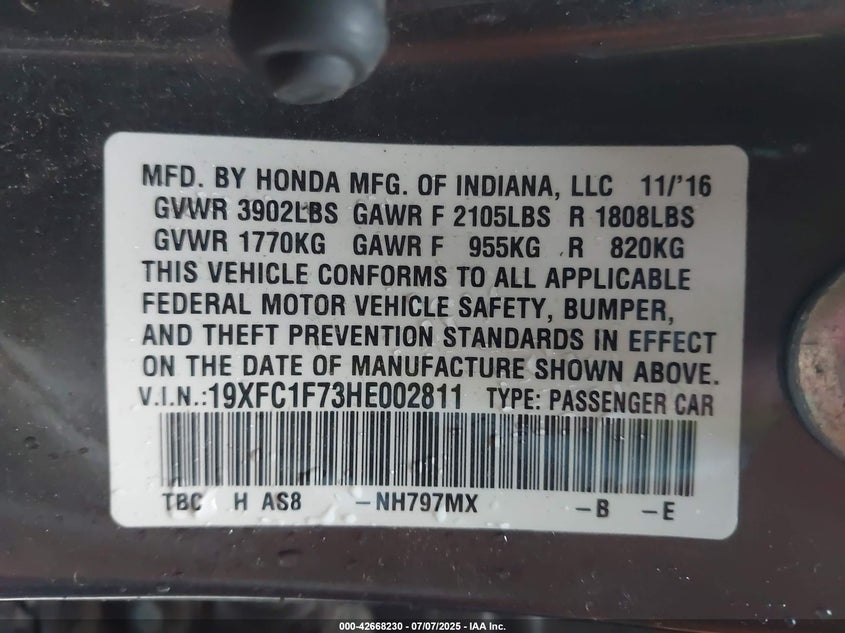 MFD. BY HONDA MFG. OF INDIANA, LLC 11/'16
GVWR 3902LBS GAWR F 2105LBS R 1808LBS
GVWR 1770KG GAWR F 955KG R 820KG
THIS VEHICLE CONFORMS TO ALL APPLICABLE
FEDERAL MOTOR VEHICLE SAFETY, BUMPER,
AND THEFT PREVENTION STANDARDS IN EFFECT
ON THE DATE OF MANUFACTURE SHOWN ABOVE.
V.I.N.:19XFC1F73HE002811 TYPE: PASSENGER CAR
TBC H AS8 -NH797MX -B -E
000-42668230 - 07/07/2025 - IAA Inc.